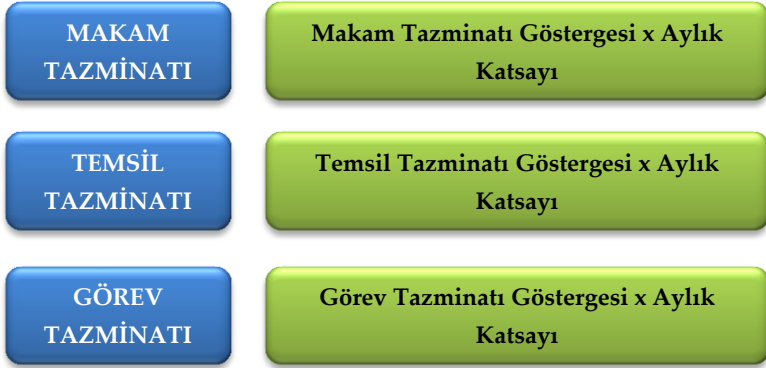 MAKAM
TAZMİNATI
Makam Tazminatı Göstergesi x Aylık
Katsayı
TEMSİL
TAZMİNATI
Temsil Tazminatı Göstergesi x Aylık
Katsayı
GÖREV
TAZMİNATI
Görev Tazminatı Göstergesi x Aylık
Katsayı